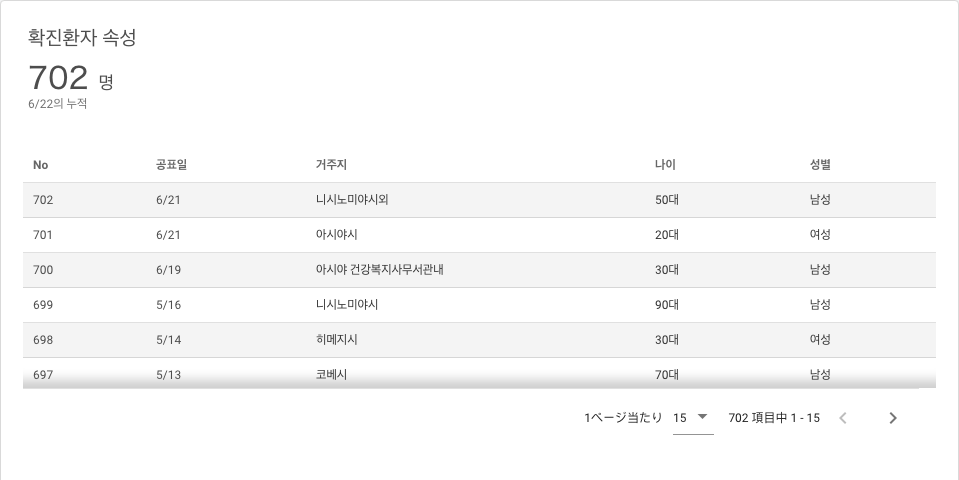 확진환자 속성
702 명
6/22의 누적
No 공표일 거주지 나이 성별
702 6/21 니시노미야시외 50대 남성
701 6/21 아시야시 20대 여성
700 6/19 아시야 건강복지사무서관내 30대 남성
699 5/16 니시노미야시 90대 남성
698 5/14 히메지시 30대 여성
697 5/13 코베시 70대 남성
1ページ当たり 15 702 項目中 1 - 15